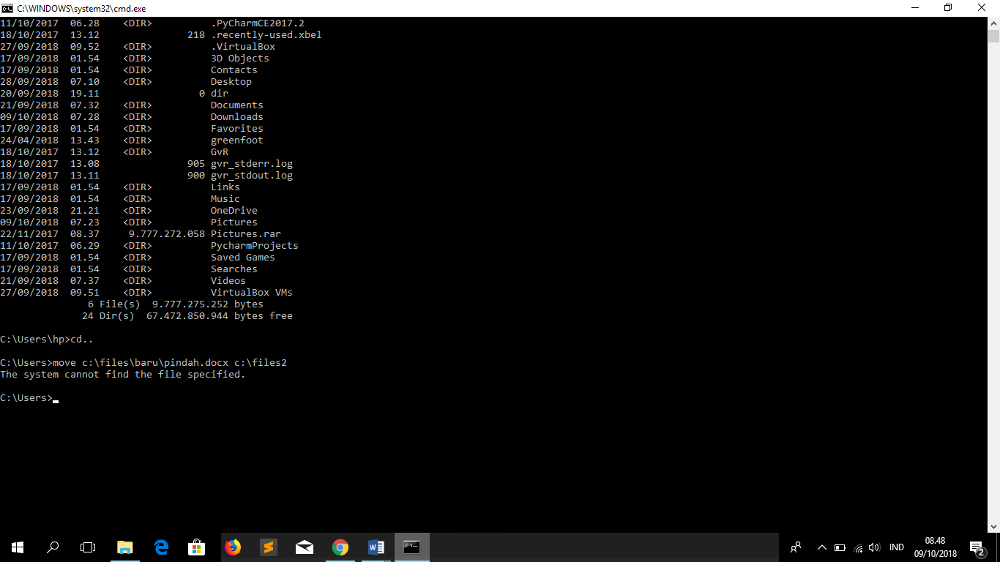 C:\WINDOWS\system32\cmd.exe
11/10/2017  06.28    <DIR>          .PyCharmCE2017.2
18/10/2017  13.12               218 .recently-used.xbel
27/09/2018  09.52    <DIR>          .VirtualBox
17/09/2018  01.54    <DIR>          3D Objects
17/09/2018  01.54    <DIR>          Contacts
28/09/2018  07.10    <DIR>          Desktop
20/09/2018  19.11                 0 dir
21/09/2018  07.32    <DIR>          Documents
09/10/2018  07.28    <DIR>          Downloads
17/09/2018  01.54    <DIR>          Favorites
24/04/2018  13.43    <DIR>          greenfoot
18/10/2017  13.12    <DIR>          GvR
18/10/2017  13.08               905 gvr_stderr.log
18/10/2017  13.11               900 gvr_stdout.log
17/09/2018  01.54    <DIR>          Links
17/09/2018  01.54    <DIR>          Music
23/09/2018  21.21    <DIR>          OneDrive
09/10/2018  07.23    <DIR>          Pictures
22/11/2017  08.37     9.777.272.058 Pictures.rar
11/10/2017  06.29    <DIR>          PycharmProjects
17/09/2018  01.54    <DIR>          Saved Games
17/09/2018  01.54    <DIR>          Searches
21/09/2018  07.37    <DIR>          Videos
27/09/2018  09.51    <DIR>          VirtualBox VMs
               6 File(s)  9.777.275.252 bytes
              24 Dir(s)  67.472.850.944 bytes free
C:\Users\hp>cd..
C:\Users>move c:\files\baru\pindah.docx c:\files2
The system cannot find the file specified.
C:\Users>
IND
08.48
09/10/2018
2